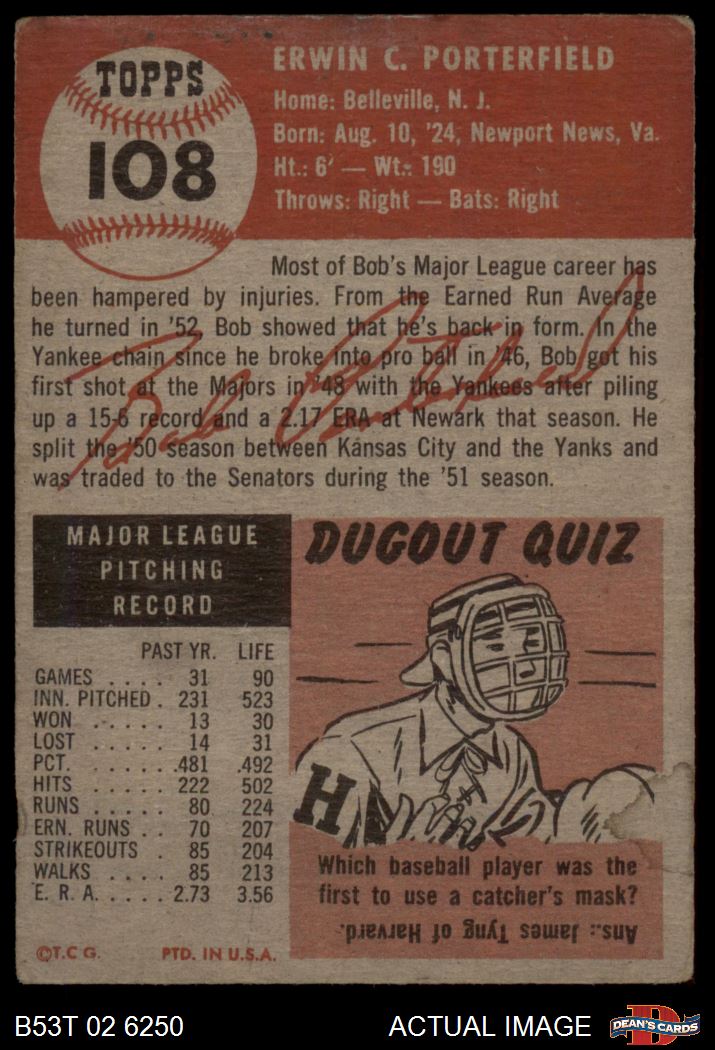 TOPPS
108
ERWIN C. PORTERFIELD
Home: Belleville, N. J.
Born: Aug. 10, '24, Newport News, Va.
Ht.: 6' — Wt.: 190
Throws: Right — Bats: Right
Most of Bob's Major League career has
been hampered by injuries. From the Earned Run Average
he turned in '52, Bob showed that he's back in form. In the
Yankee chain since he broke into pro ball in '46, Bob got his
first shot at the Majors in '48 with the Yankees after piling
up a 15-6 record and a 2.17 ERA at Newark that season. He
split the '50 season between Kansas City and the Yanks and
was traded to the Senators during the '51 season.
Bob Porterfield
MAJOR LEAGUE
PITCHING
RECORD
PAST YR. LIFE
GAMES . . . . 31 90
INN. PITCHED . 231 523
WON . . . . . 13 30
LOST . . . . . 14 31
PCT. . . . . . .481 .492
HITS . . . . . 222 502
RUNS . . . . . 80 224
ERN. RUNS . . 70 207
STRIKEOUTS . 85 204
WALKS . . . . 85 213
E. R. A. . . . . 2.73 3.56
©T.C.G. PTD. IN U.S.A.
DUGOUT QUIZ
H
Which baseball player was the
first to use a catcher's mask?
Ans.: James Tyng of Harvard.
B53T 02 6250 ACTUAL IMAGE
D
DEAN'S CARDS